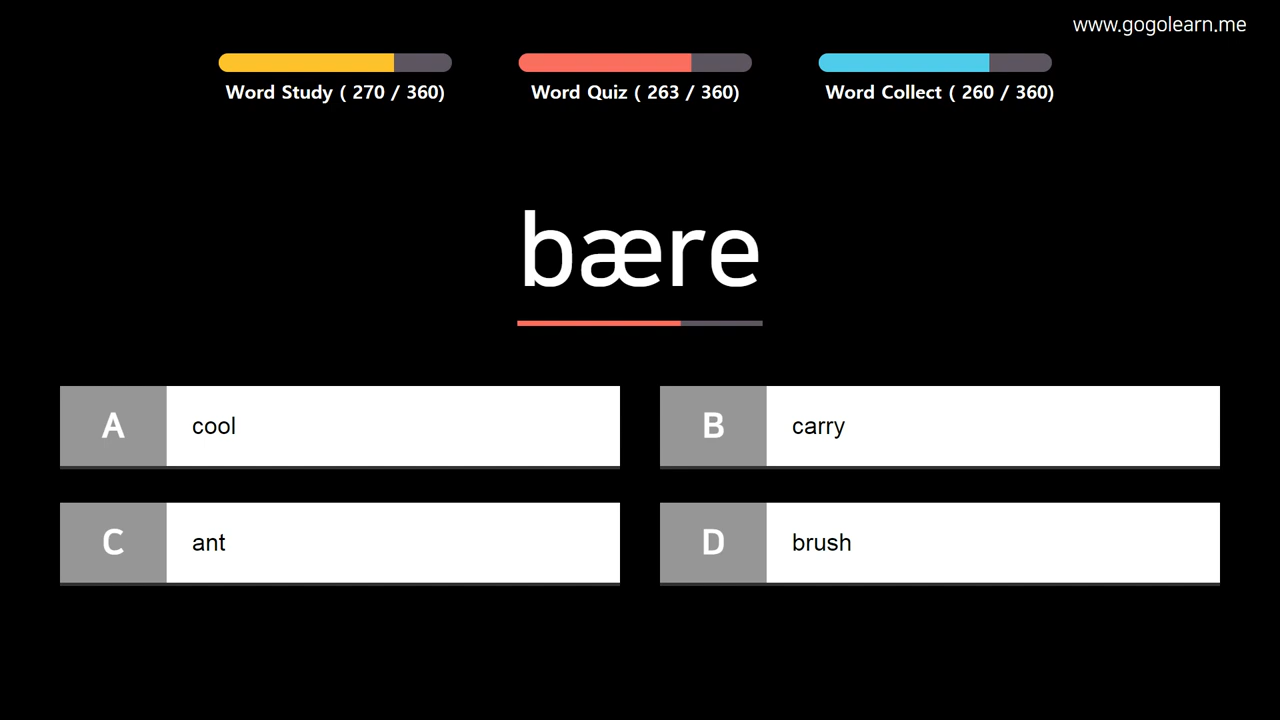 www.gogolearn.me
Word Study ( 270 / 360)
Word Quiz ( 263 / 360)
Word Collect ( 260 / 360)
bære
A cool
B carry
C ant
D brush